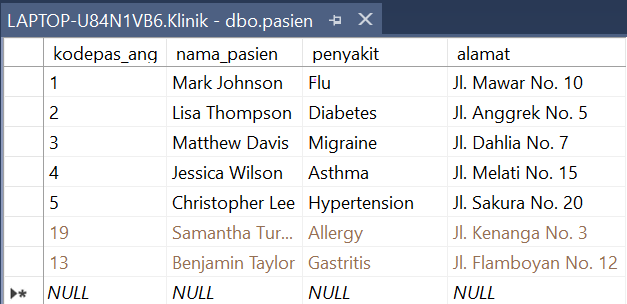 LAPTOP-U84N1VB6.Klinik - dbo.pasien
kodepas_ang nama_pasien penyakit alamat
1 Mark Johnson Flu Jl. Mawar No. 10
2 Lisa Thompson Diabetes Jl. Anggrek No. 5
3 Matthew Davis Migraine Jl. Dahlia No. 7
4 Jessica Wilson Asthma Jl. Melati No. 15
5 Christopher Lee Hypertension Jl. Sakura No. 20
19 Samantha Tur... Allergy Jl. Kenanga No. 3
13 Benjamin Taylor Gastritis Jl. Flamboyan No. 12
NULL NULL NULL NULL